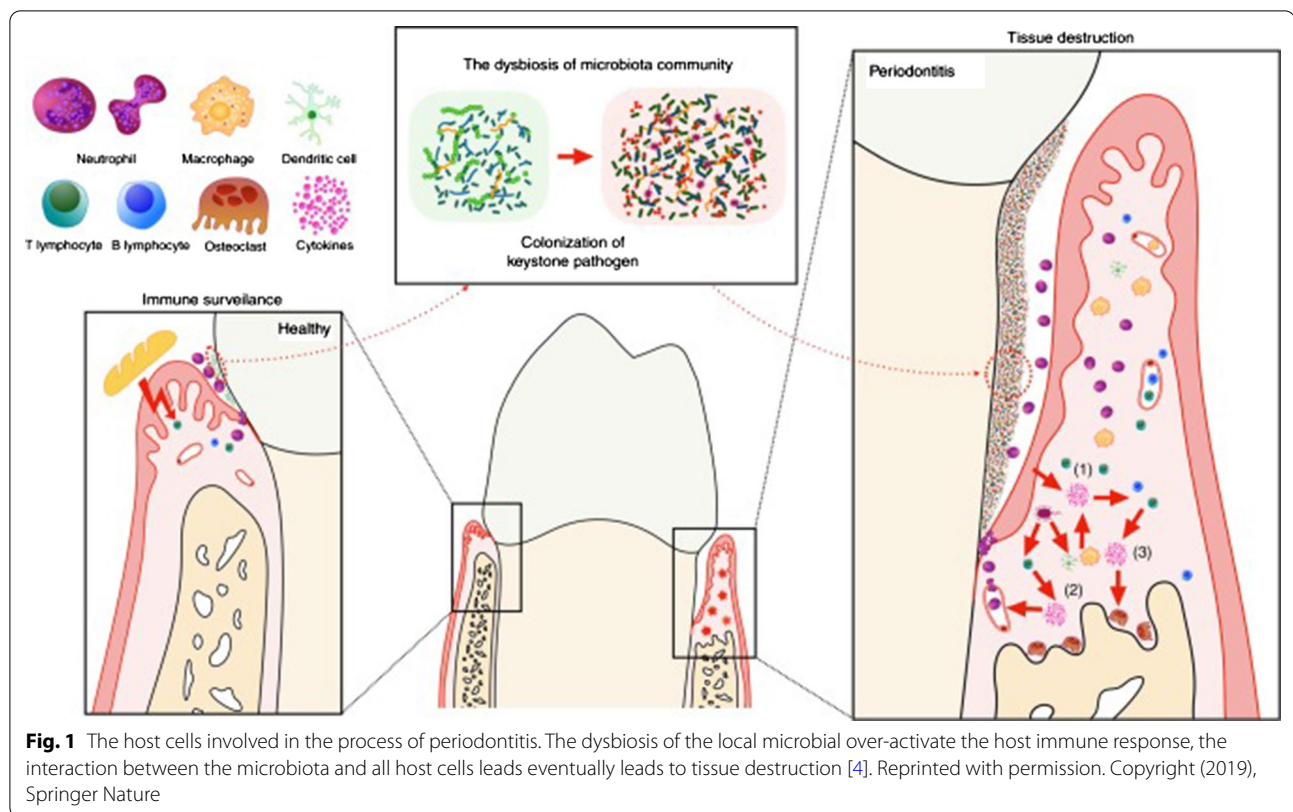 Neutrophil
Macrophage
Dendritic cell
T lymphocyte
B lymphocyte
Osteoclast
Cytokines
The dysbiosis of microbiota community
Colonization of
keystone pathogen
Tissue destruction
Periodontitis
Immune surveilance
Healthy
(1)
(3)
(2)
Fig. 1 The host cells involved in the process of periodontitis. The dysbiosis of the local microbial over-activate the host immune response, the
interaction between the microbiota and all host cells leads eventually leads to tissue destruction [4]. Reprinted with permission. Copyright (2019),
Springer Nature